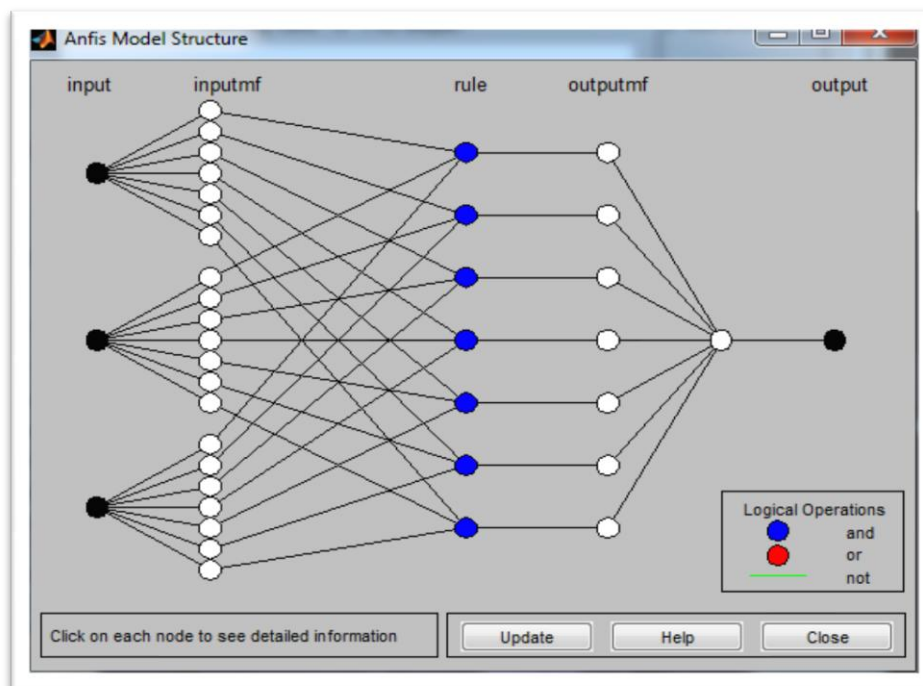 Anfis Model Structure
input inputmf rule outputmf output
Logical Operations
and
or
not
Click on each node to see detailed information
Update Help Close